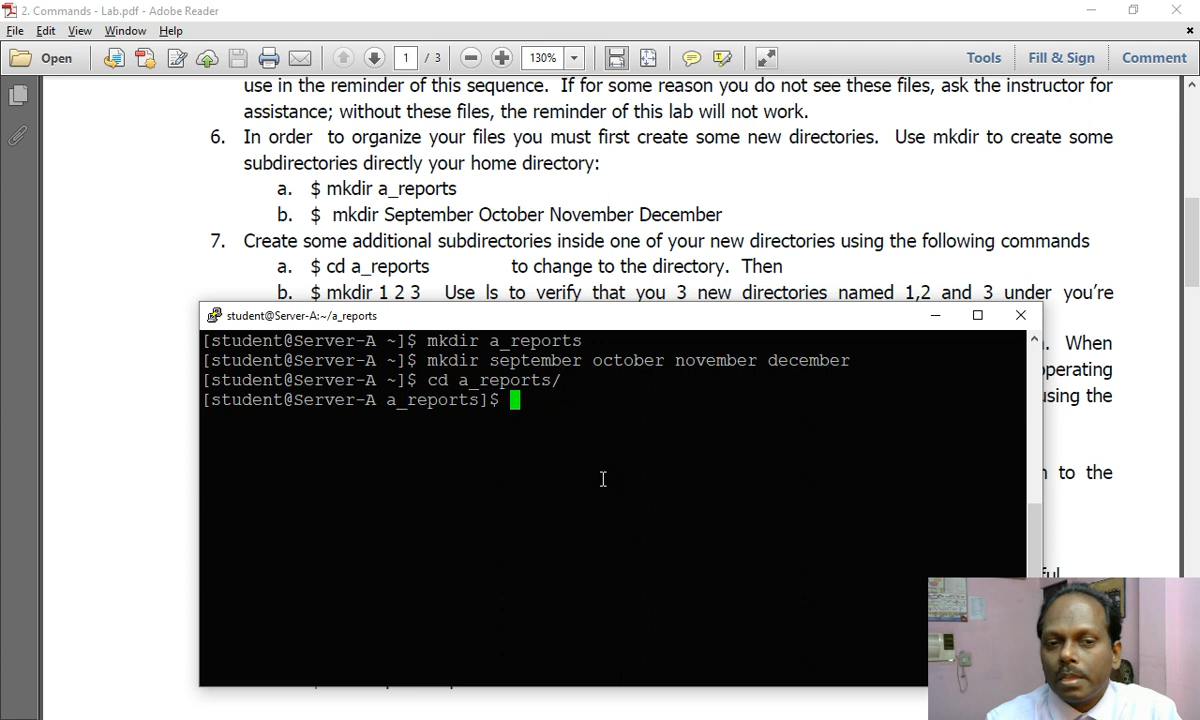 2. Commands - Lab.pdf - Adobe Reader
File Edit View Window Help
Open 1 / 3 130% Tools Fill & Sign Comment
use in the reminder of this sequence. If for some reason you do not see these files, ask the instructor for
assistance; without these files, the reminder of this lab will not work.
6. In order to organize your files you must first create some new directories. Use mkdir to create some
subdirectories directly your home directory:
a. $ mkdir a_reports
b. $ mkdir September October November December
7. Create some additional subdirectories inside one of your new directories using the following commands
a. $ cd a_reports to change to the directory. Then
b. $ mkdir 1 2 3 Use ls to verify that you 3 new directories named 1,2 and 3 under you're
student@Server-A:~/a_reports
[student@Server-A ~]$ mkdir a_reports
[student@Server-A ~]$ mkdir september october november december
[student@Server-A ~]$ cd a_reports/
[student@Server-A a_reports]$
When
operating
using the
to the